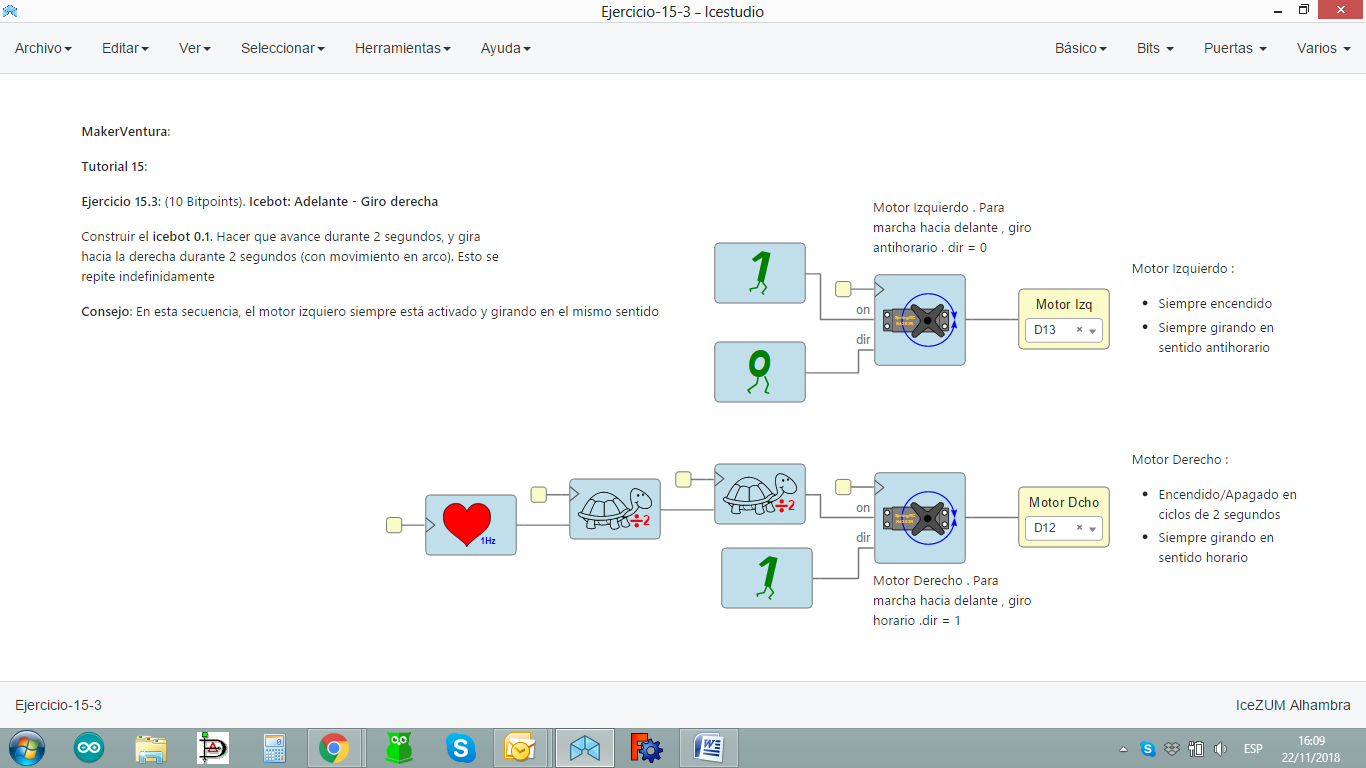 Ejercicio-15-3 – Icestudio
Archivo Editar Ver Seleccionar Herramientas Ayuda Básico Bits Puertas Varios
MakerVentura:
Tutorial 15:
Ejercicio 15.3: (10 Bitpoints). Icebot: Adelante - Giro derecha
Construir el icebot 0.1. Hacer que avance durante 2 segundos, y gira
hacia la derecha durante 2 segundos (con movimiento en arco). Esto se
repite indefinidamente
Consejo: En esta secuencia, el motor izquiero siempre está activado y girando en el mismo sentido
Motor Izquierdo . Para
marcha hacia delante , giro
antihorario . dir = 0
1
on
dir
0
Motor Izq
D13
Motor Izquierdo :
Siempre encendido
Siempre girando en
sentido antihorario
1Hz
÷2
÷2
on
dir
1
Motor Dcho
D12
Motor Derecho . Para
marcha hacia delante , giro
horario .dir = 1
Motor Derecho :
Encendido/Apagado en
ciclos de 2 segundos
Siempre girando en
sentido horario
Ejercicio-15-3
IceZUM Alhambra
ESP
16:09
22/11/2018